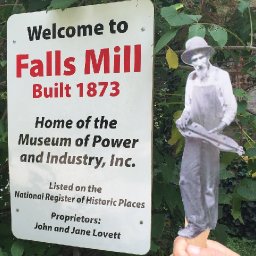 Welcome to
Falls Mill
Built 1873
Home of the
Museum of Power
and Industry, Inc.
Listed on the
National Register of Historic Places
Proprietors:
John and Jane Lovett